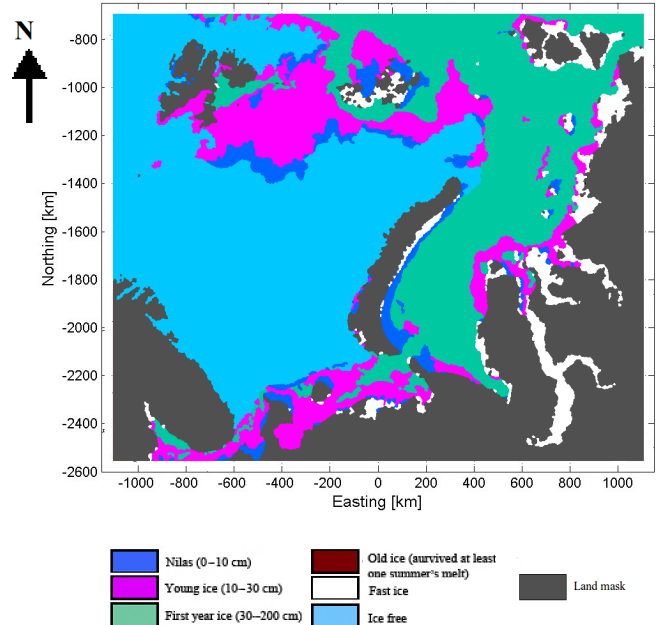 N
-800
-1000
-1200
-1400
-1600
-1800
-2000
-2200
-2400
-2600
Northing [km]
-1000 -800 -600 -400 -200 0 200 400 600 800 1000
Easting [km]
Nilas (0–10 cm)
Young ice (10–30 cm)
First year ice (30–200 cm)
Old ice (aurvived at least
one summer's melt)
Fast ice
Ice free
Land mask